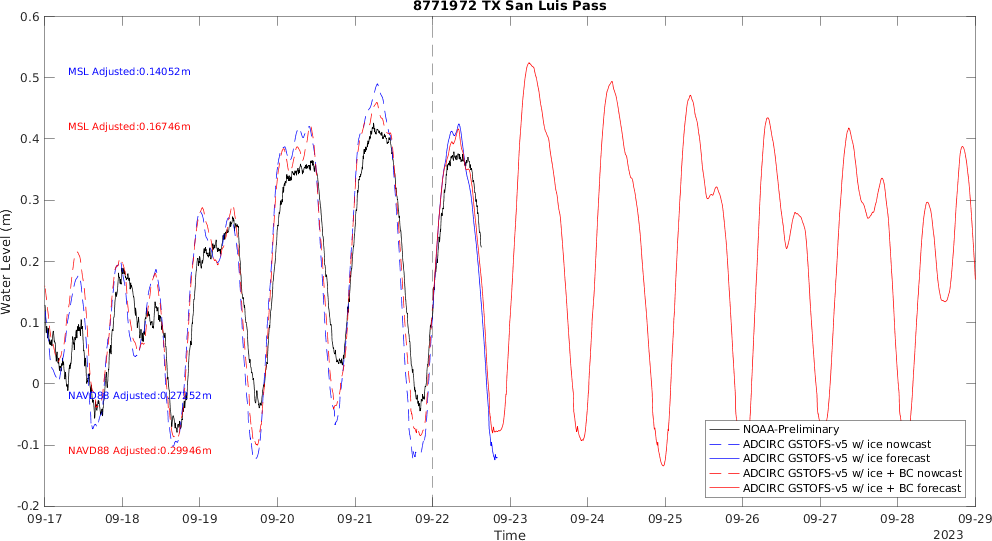 8771972 TX San Luis Pass
0.6
0.5
0.4
0.3
0.2
0.1
0
-0.1
-0.2
Water Level (m)
MSL Adjusted:0.14052m
MSL Adjusted:0.16746m
NAVD88 Adjusted:0.27252m
NAVD88 Adjusted:0.29946m
NOAA-Preliminary
ADCIRC GSTOFS-v5 w/ ice nowcast
ADCIRC GSTOFS-v5 w/ ice forecast
ADCIRC GSTOFS-v5 w/ ice + BC nowcast
ADCIRC GSTOFS-v5 w/ ice + BC forecast
09-17 09-18 09-19 09-20 09-21 09-22 09-23 09-24 09-25 09-26 09-27 09-28 09-29
Time
2023